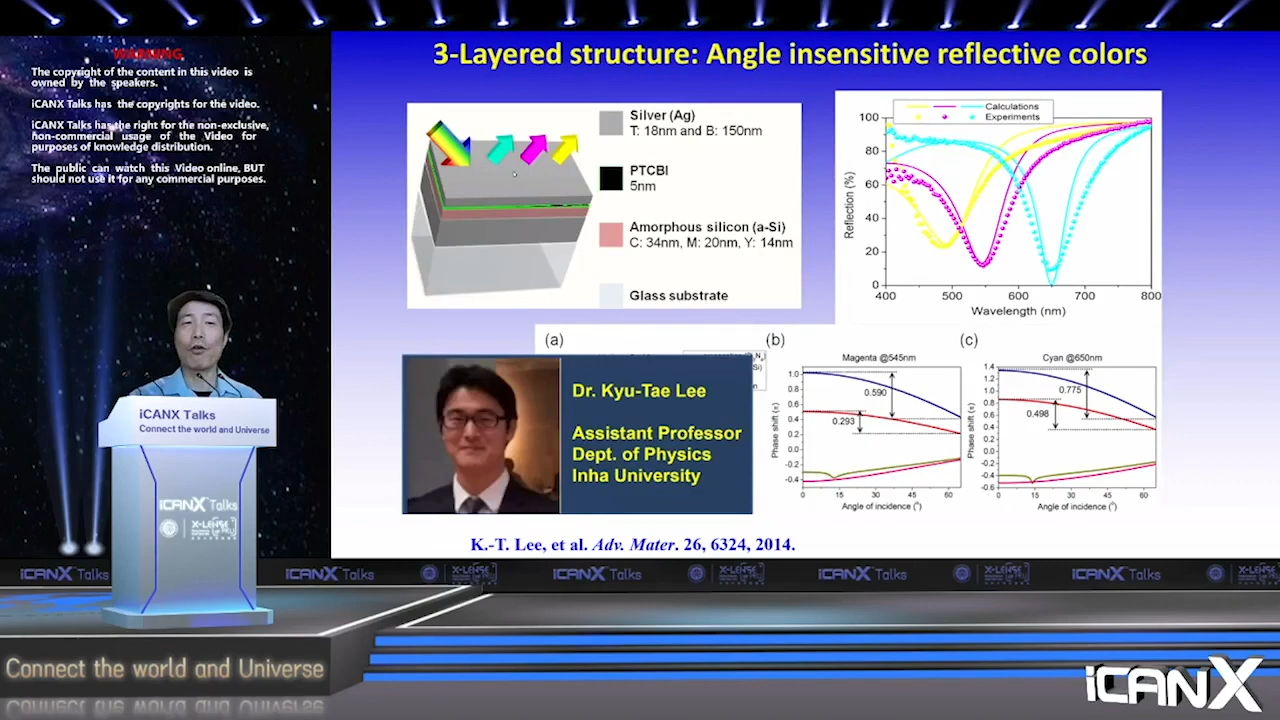 WARNING
The copyright of the content in this video is
owned by the speakers.
iCANX Talks has the copyrights for the video.
iCANX Talks has the right for the non-exclusive,
non-commercial usage of the Video for
purposes of knowledge distribution.
The public can watch this Video online, BUT
should not use it for any commercial purposes.
3-Layered structure: Angle insensitive reflective colors
Silver (Ag)
T: 18nm and B: 150nm
PTCBI
5nm
Amorphous silicon (a-Si)
C: 34nm, M: 20nm, Y: 14nm
Glass substrate
Calculations
Experiments
100
80
60
40
20
0
Reflection (%)
400 500 600 700 800
Wavelength (nm)
(a)
Dr. Kyu-Tae Lee
Assistant Professor
Dept. of Physics
Inha University
(b)
Magenta @545nm
1.0
0.8
0.6
0.4
0.2
0.0
-0.2
-0.4
Phase shift (π)
0.590
0.293
0 30 60
Angle of incidence (°)
(c)
Cyan @650nm
1.4
1.2
1.0
0.8
0.6
0.4
0.2
0.0
-0.2
-0.4
-0.6
Phase shift (π)
0.775
0.498
0 30 60
Angle of incidence (°)
K.-T. Lee, et al. Adv. Mater. 26, 6324, 2014.
iCANX Talks
Connect the world and Universe
iCANX Talks
X-LENSE
iCANX Talks
iCANX Talks
iCANX Talks
iCANX Talks
iCANX Talks
Connect the world and Universe
iCANX